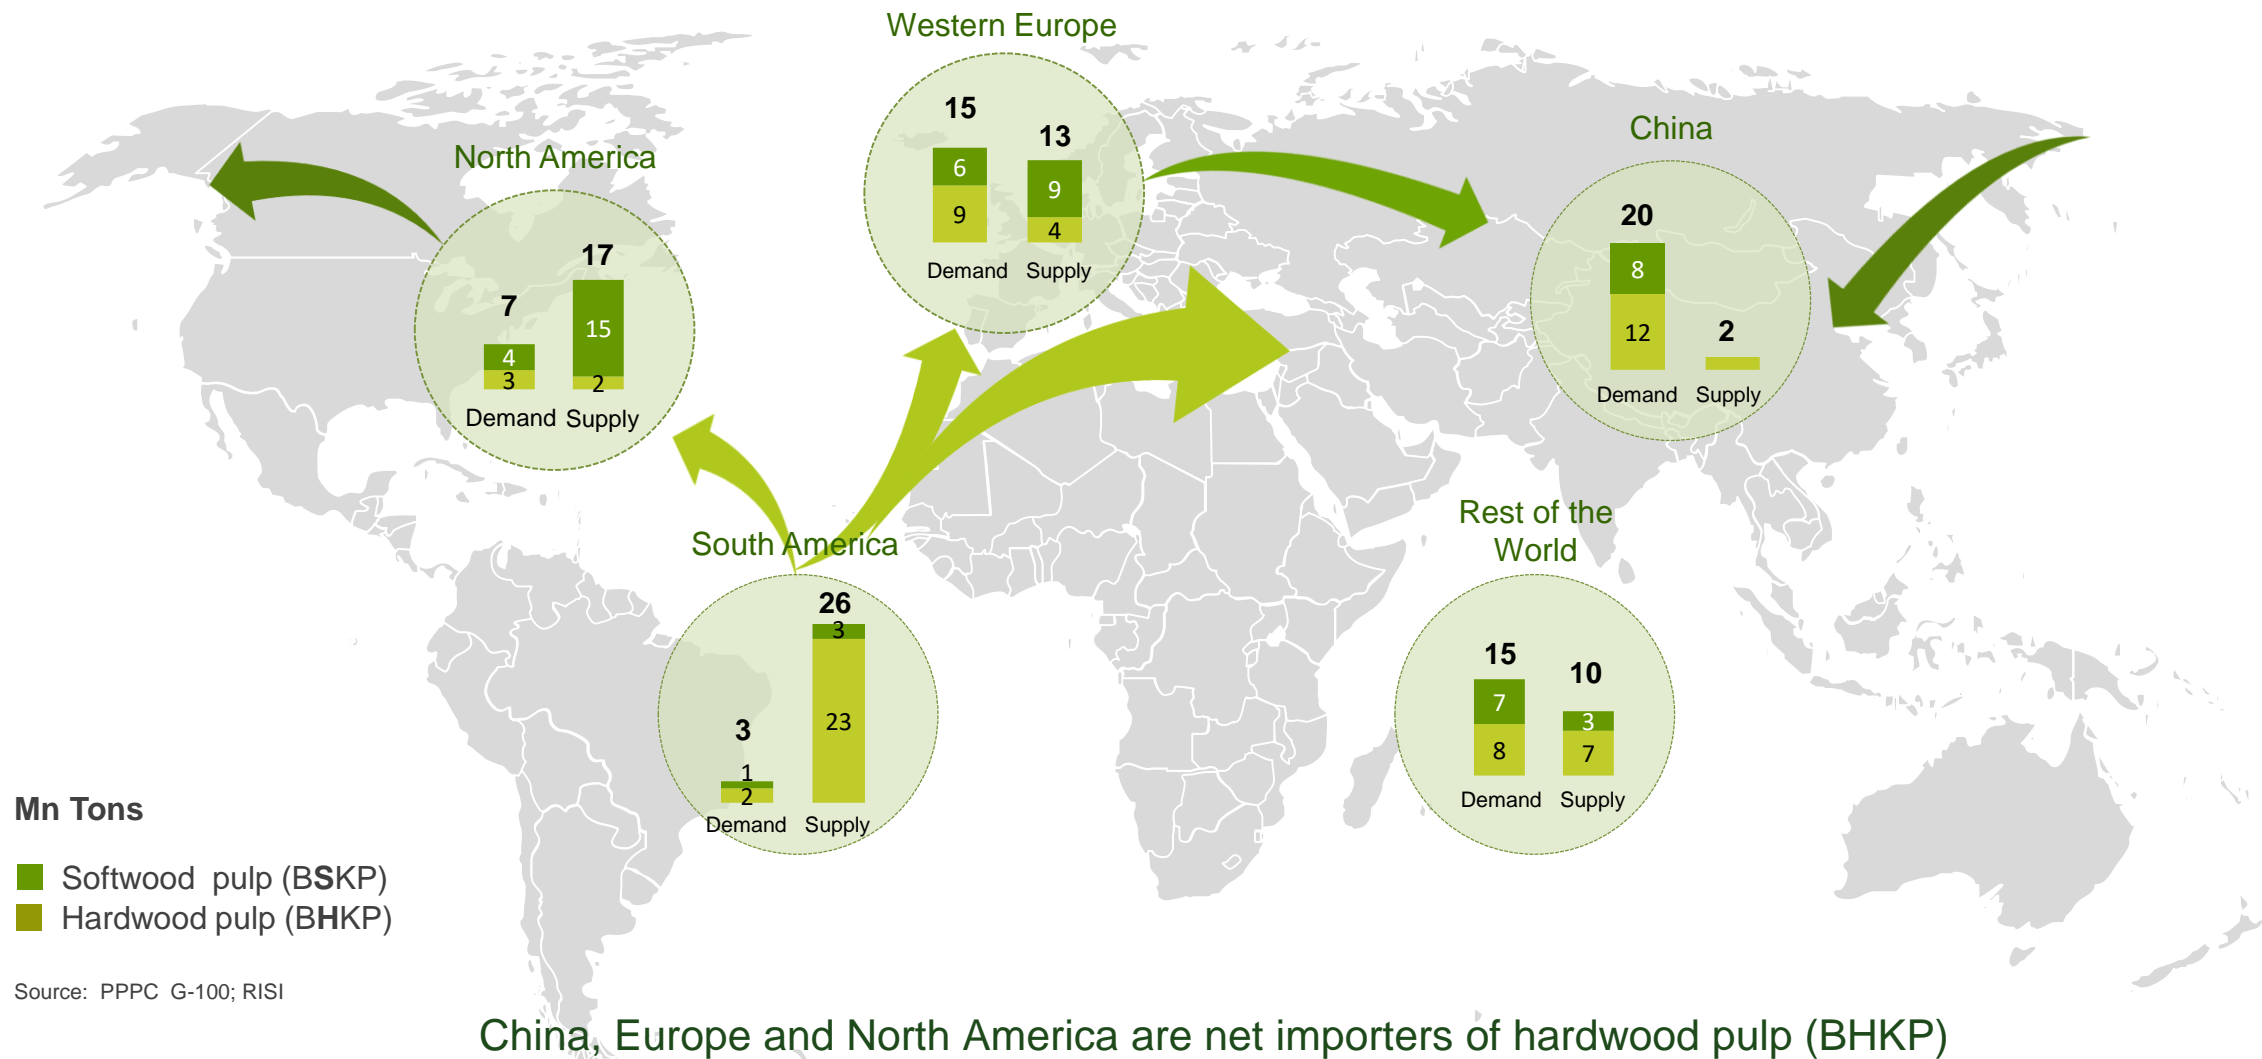 Western Europe
15
13
6
9
9
4
Demand Supply
North America
7
17
4
15
3
2
Demand Supply
China
20
2
8
12
Demand Supply
South America
3
26
3
1
23
2
Demand Supply
Rest of the
World
15
10
7
3
8
7
Demand Supply
Mn Tons
Softwood pulp (BSKP)
Hardwood pulp (BHKP)
Source: PPPC G-100; RISI
China, Europe and North America are net importers of hardwood pulp (BHKP)